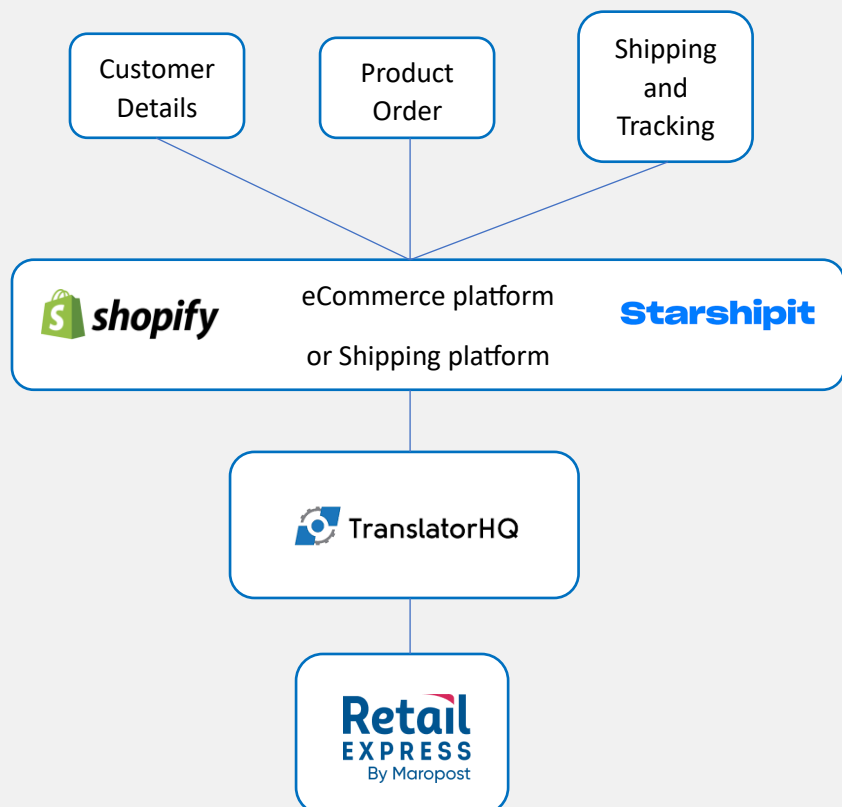 Customer
Details
Product
Order
Shipping
and
Tracking
shopify
eCommerce platform
or Shipping platform
Starshipit
TranslatorHQ
Retail
EXPRESS
By Maropost